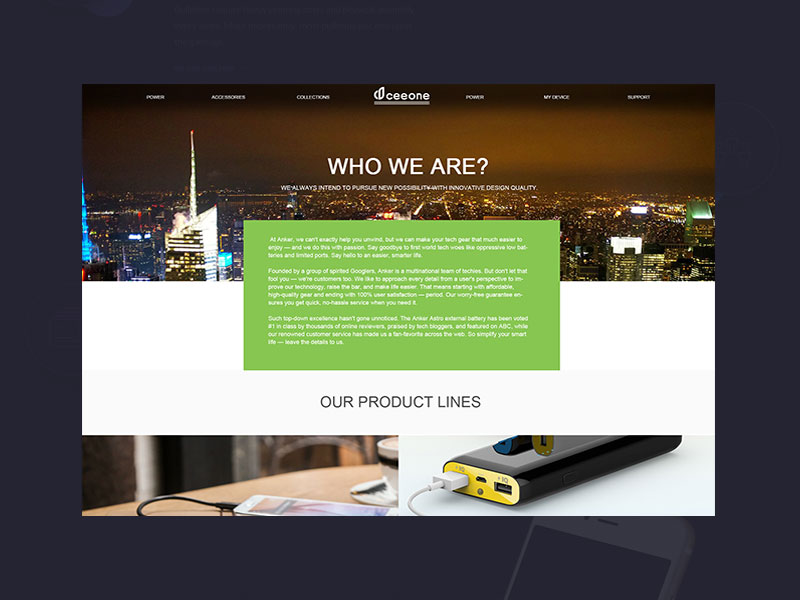 POWER ACCESSORIES COLLECTIONS ceeone POWER MY DEVICE SUPPORT
WHO WE ARE?
WE ALWAYS INTEND TO PURSUE NEW POSSIBILITY WITH INNOVATIVE DESIGN QUALITY.
At Anker, we can't exactly help you unwind, but we can make your tech gear that much easier to
enjoy — and we do this with passion. Say goodbye to first world tech woes like oppressive low bat-
teries and limited ports. Say hello to an easier, smarter life.
Founded by a group of spirited Googlers, Anker is a multinational team of techies. But don't let that
fool you — we're customers too. We like to approach every detail from a user's perspective to im-
prove our technology, raise the bar, and make life easier. That means starting with affordable,
high-quality gear and ending with 100% user satisfaction — period. Our worry-free guarantee en-
sures you get quick, no-hassle service when you need it.
Such top-down excellence hasn't gone unnoticed. The Anker Astro external battery has been voted
#1 in class by thousands of online reviewers, praised by tech bloggers, and featured on ABC, while
our renowned customer service has made us a fan-favorite across the web. So simplify your smart
life — leave the details to us.
OUR PRODUCT LINES